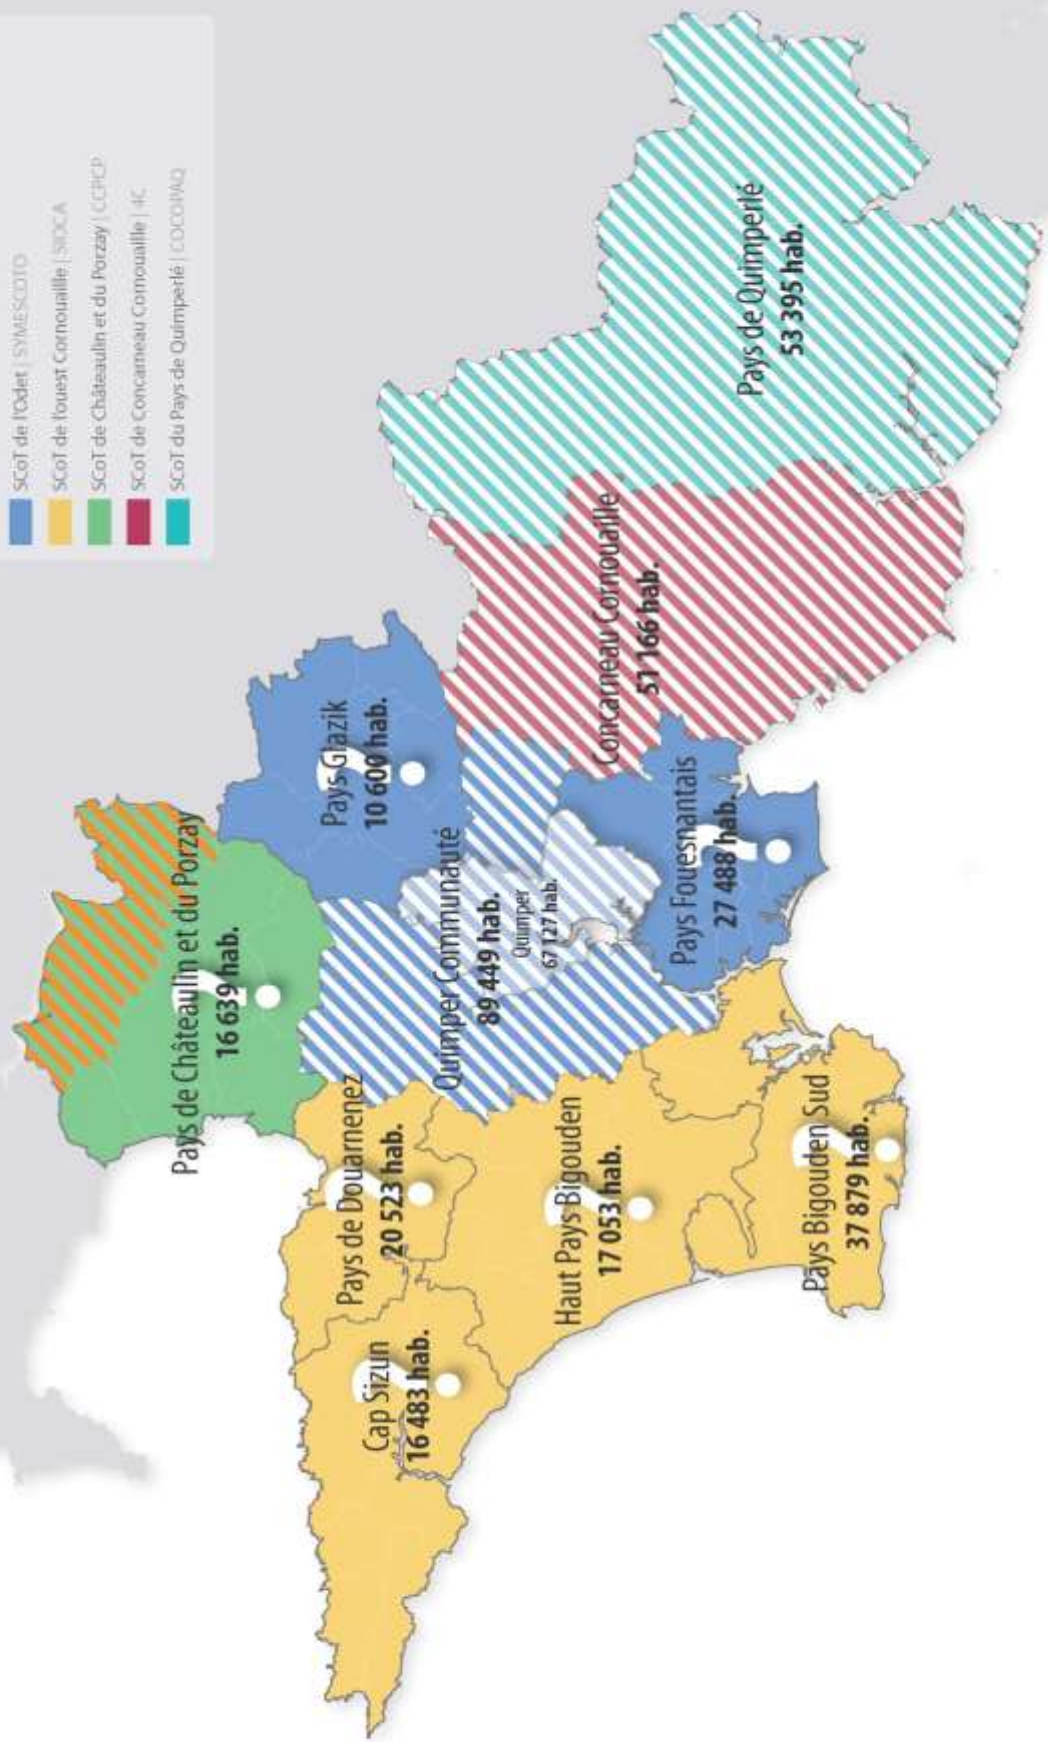 SCoT de l'Odet | SYMESCOTO
SCoT de l'ouest Cornouaille | SIOCA
SCoT de Châteaulin et du Porzay | CCPCP
SCoT de Concarneau Cornouaille | 4C
SCoT du Pays de Quimperlé | COCOPAQ
Pays de Châteaulin et du Porzay
16 639 hab.
?
Pays Glazik
10 600 hab.
?
Pays de Douarnenez
20 523 hab.
?
Cap Sizun
16 483 hab.
?
Quimper Communauté
89 449 hab.
Quimper
67 127 hab.
Haut Pays Bigouden
17 053 hab.
?
Concarneau Cornouaille
51 166 hab.
Pays Fouesnantais
27 488 hab.
?
Pays de Quimperlé
53 395 hab.
Pays Bigouden Sud
37 879 hab.
?